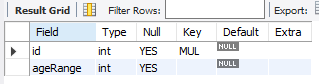 Result Grid Filter Rows: Export:
Field Type Null Key Default Extra
id int YES MUL NULL
ageRange int YES NULL